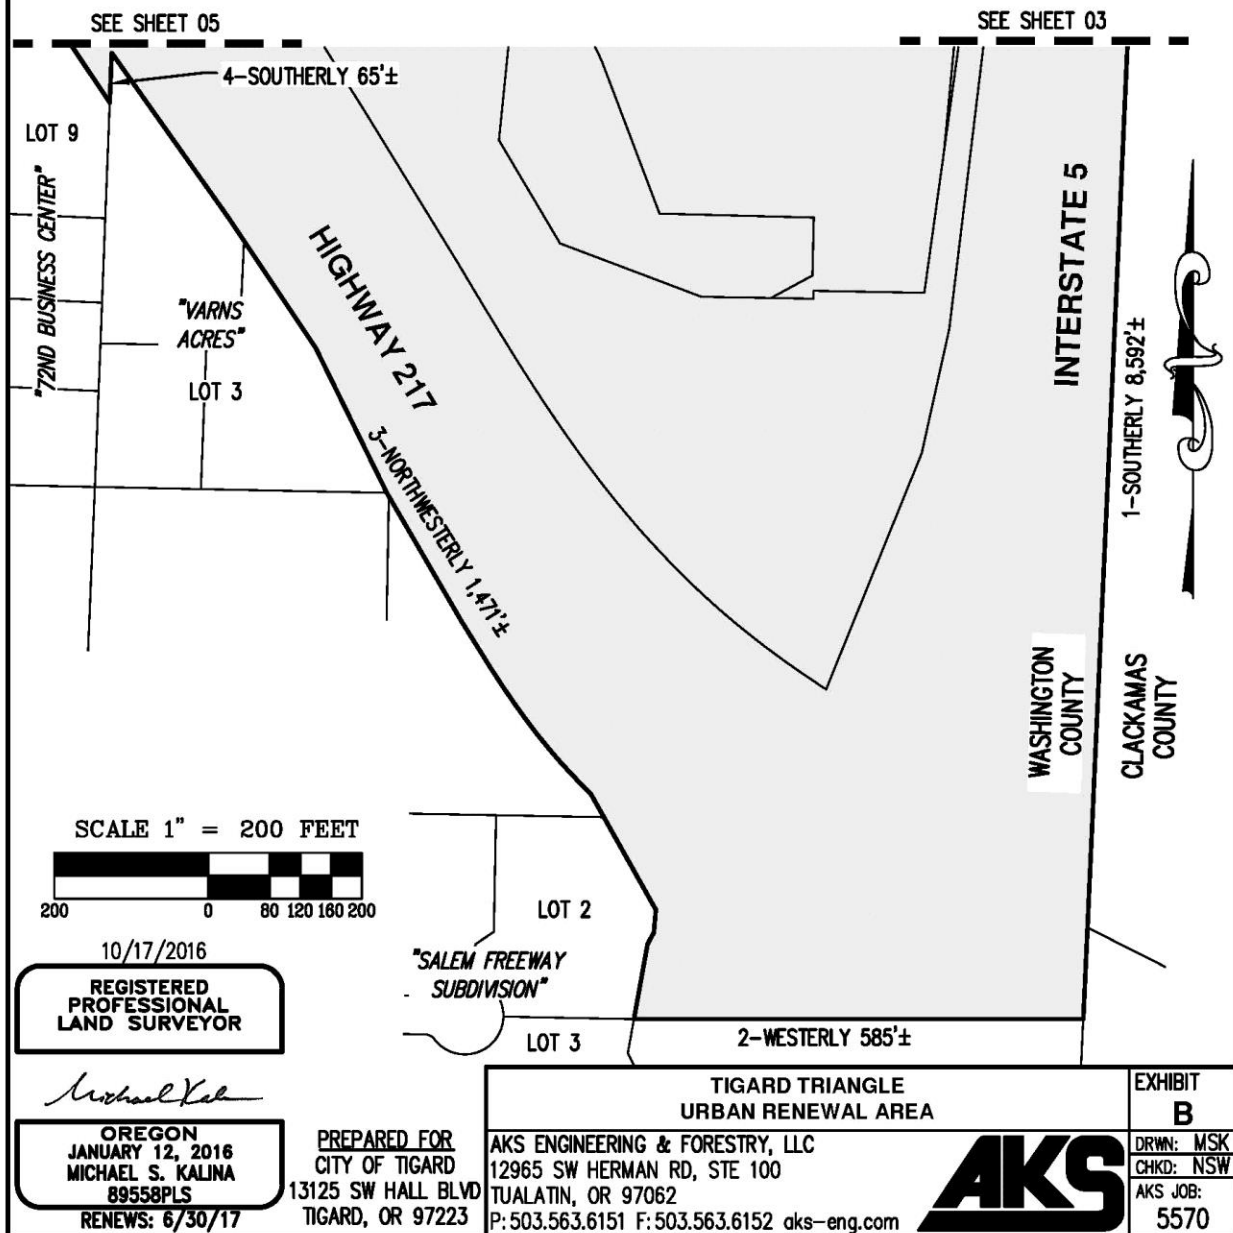 SEE SHEET 05
SEE SHEET 03
4-SOUTHERLY 65'±
LOT 9
"72ND BUSINESS CENTER"
"VARNS
ACRES"
LOT 3
HIGHWAY 217
3-NORTHWESTERLY 1,471'±
INTERSTATE 5
1-SOUTHERLY 8,592'±
WASHINGTON
COUNTY
CLACKAMAS
COUNTY
SCALE 1" = 200 FEET
200 0 80 120 160 200
LOT 2
"SALEM FREEWAY
SUBDIVISION"
LOT 3
2-WESTERLY 585'±
10/17/2016
REGISTERED
PROFESSIONAL
LAND SURVEYOR
Michael Kalina
OREGON
JANUARY 12, 2016
MICHAEL S. KALINA
89558PLS
RENEWS: 6/30/17
PREPARED FOR
CITY OF TIGARD
13125 SW HALL BLVD
TIGARD, OR 97223
TIGARD TRIANGLE
URBAN RENEWAL AREA
AKS ENGINEERING & FORESTRY, LLC
12965 SW HERMAN RD, STE 100
TUALATIN, OR 97062
P: 503.563.6151 F: 503.563.6152 aks-eng.com
AKS
EXHIBIT
B
DRWN: MSK
CHKD: NSW
AKS JOB:
5570